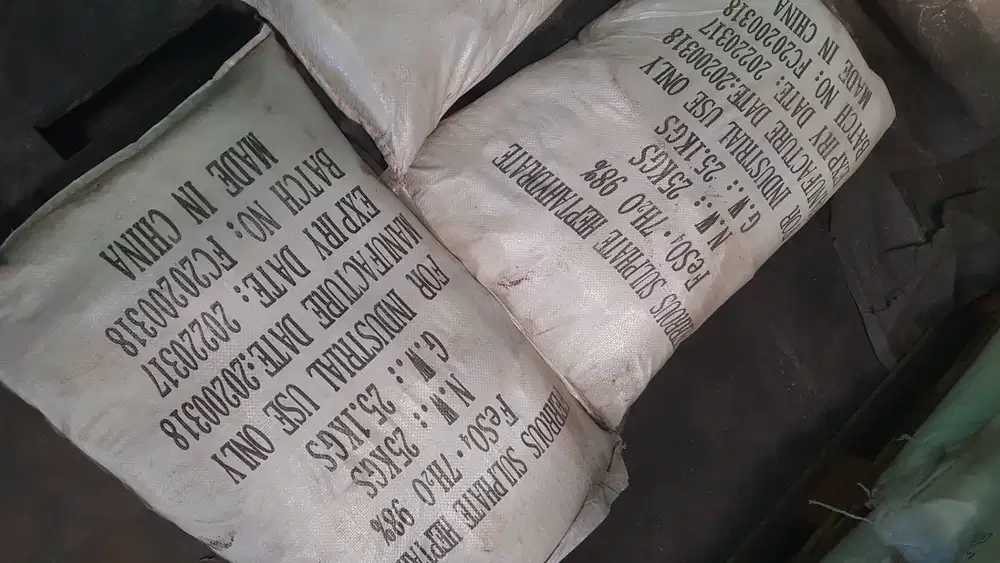 FERROUS SULPHATE
FeSO₄·7H₂O 98%
N.W.: 25KGS
G.W.: 25.1KGS
FOR INDUSTRIAL USE ONLY
MANUFACTURE DATE:20200318
EXPIRY DATE: 20220317
BATCH NO: FC20200318
MADE IN CHINA
FERROUS SULPHATE HEPTAHYDRATE
FeSO₄·7H₂O 98%
N.W.: 25KGS
G.W.: 25.1KGS
FOR INDUSTRIAL USE ONLY
MANUFACTURE DATE:20200318
EXPIRY DATE: 20220317
BATCH NO: FC20200318
MADE IN CHINA